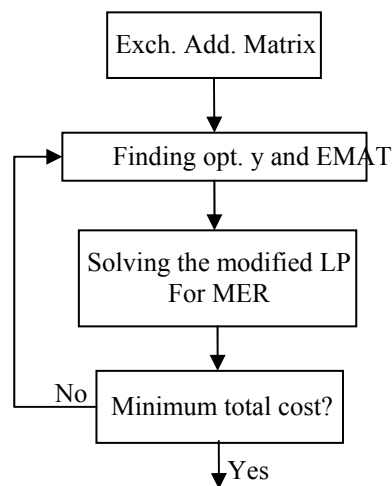 Exch. Add. Matrix
Finding opt. y and EMAT
Solving the modified LP
For MER
No
Minimum total cost?
Yes